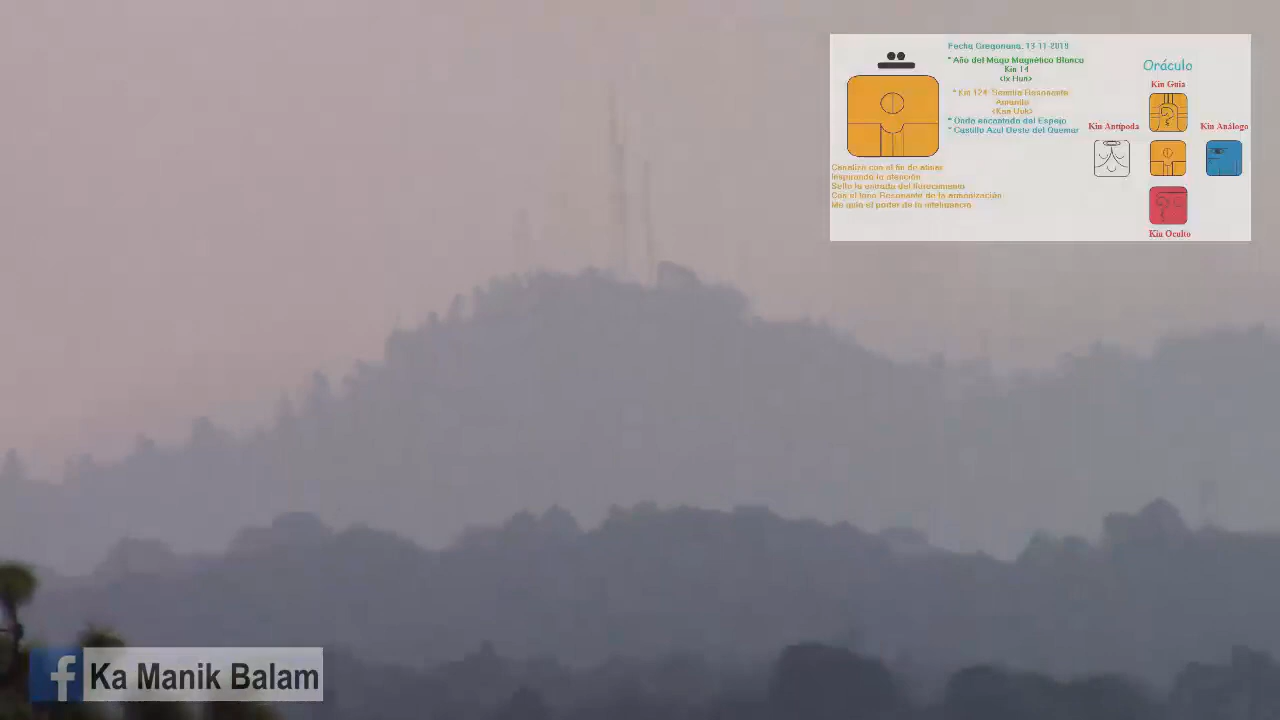 Fecha Gregoriana: 13-11-2019
* Año del Mago Magnético Blanco
Kin 14
<Ix Hun>
* Kin 124: Semilla Resonante
Amarilla
<Kan Uuk>
* Onda encantada del Espejo
* Castillo Azul Oeste del Quemar
Canalizo con el fin de atinar
Inspirando la atención
Sello la entrada del florecimiento
Con el tono Resonante de la armonización
Me guía el poder de la inteligencia
Oráculo
Kin Guía
Kin Antípoda
Kin Análogo
Kin Oculto
f Ka Manik Balam